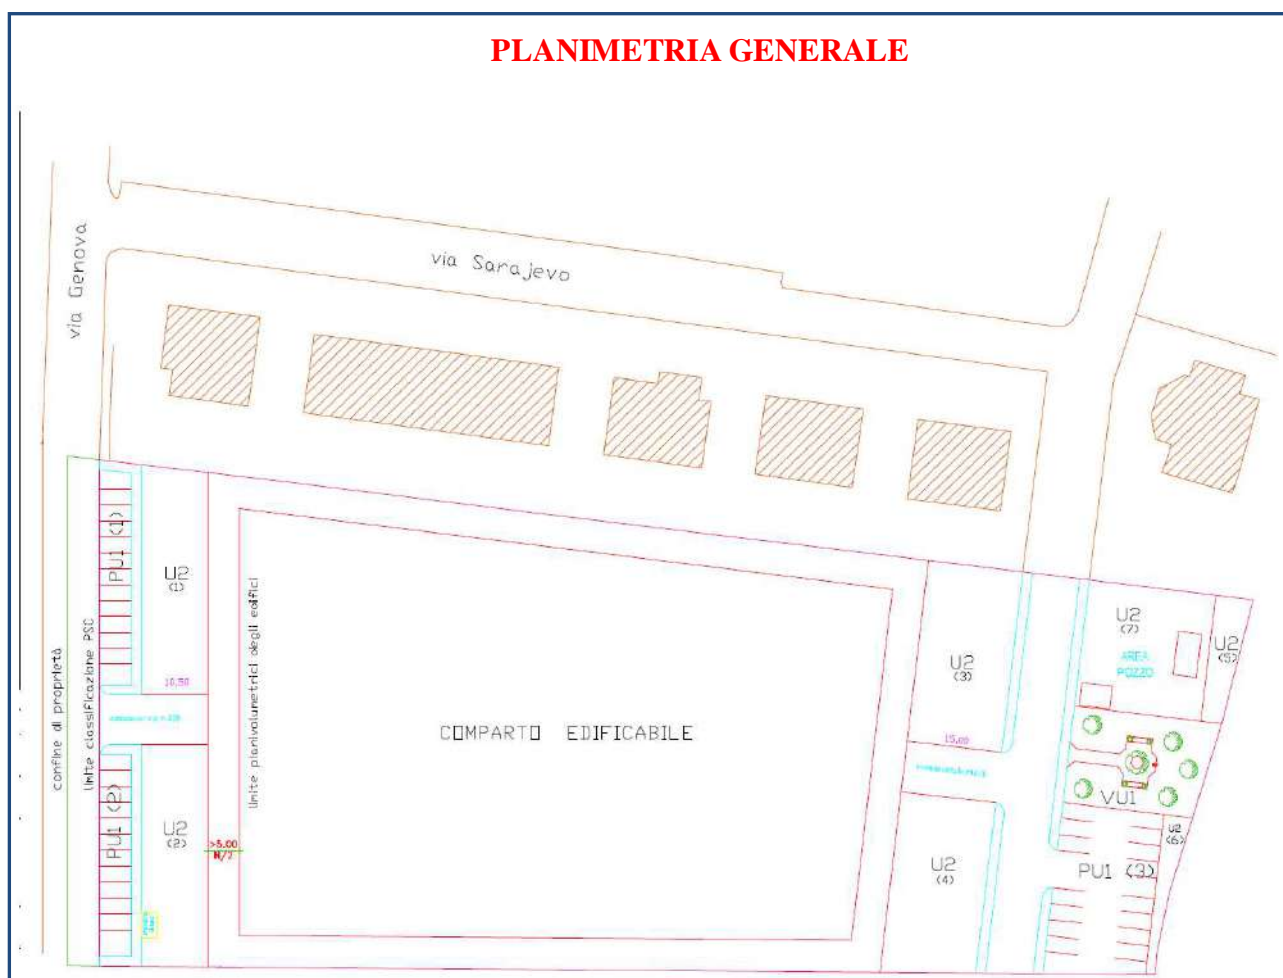 PLANIMETRIA GENERALE
via Genova
via Sarajevo
confine di proprietà
limite classificazione PSC
PU1 (1)
U2
(1)
10,50
PU1 (2)
U2
(2)
limite planivolumetrici degli edifici
>5.00
H/2
COMPARTO EDIFICABILE
U2
(3)
15,00
U2
(4)
U2
(7)
AREA
POZZO
U2
(5)
VU1
U2
(6)
PU1 (3)